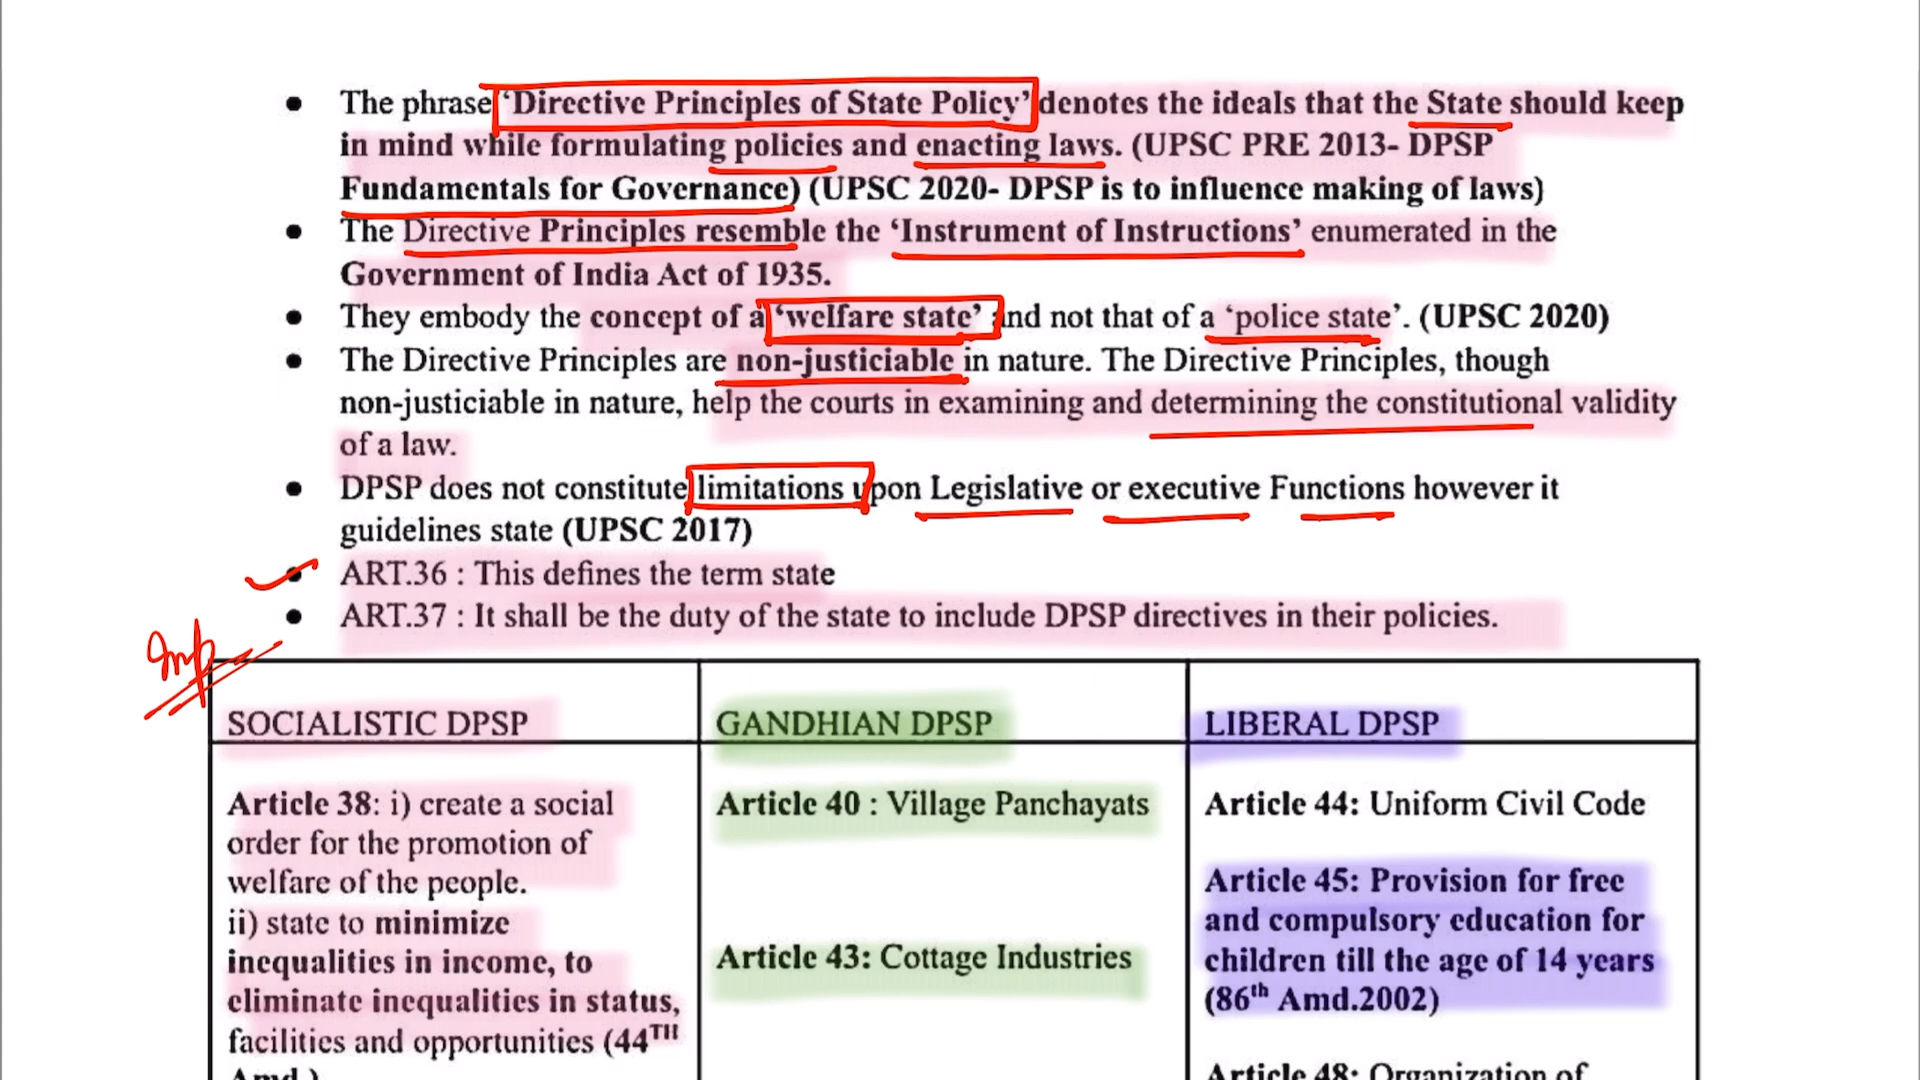 ● The phrase ‘Directive Principles of State Policy’ denotes the ideals that the State should keep
in mind while formulating policies and enacting laws. (UPSC PRE 2013- DPSP
Fundamentals for Governance) (UPSC 2020- DPSP is to influence making of laws)
● The Directive Principles resemble the ‘Instrument of Instructions’ enumerated in the
Government of India Act of 1935.
● They embody the concept of a ‘welfare state’ and not that of a ‘police state’. (UPSC 2020)
● The Directive Principles are non-justiciable in nature. The Directive Principles, though
non-justiciable in nature, help the courts in examining and determining the constitutional validity
of a law.
● DPSP does not constitute limitations upon Legislative or executive Functions however it
guidelines state (UPSC 2017)
● ART.36 : This defines the term state
● ART.37 : It shall be the duty of the state to include DPSP directives in their policies.
Imp
SOCIALISTIC DPSP
Article 38: i) create a social
order for the promotion of
welfare of the people.
ii) state to minimize
inequalities in income, to
eliminate inequalities in status,
facilities and opportunities (44TH
Amd.)
GANDHIAN DPSP
Article 40 : Village Panchayats
Article 43: Cottage Industries
LIBERAL DPSP
Article 44: Uniform Civil Code
Article 45: Provision for free
and compulsory education for
children till the age of 14 years
(86th Amd.2002)
Article 48: Organization of